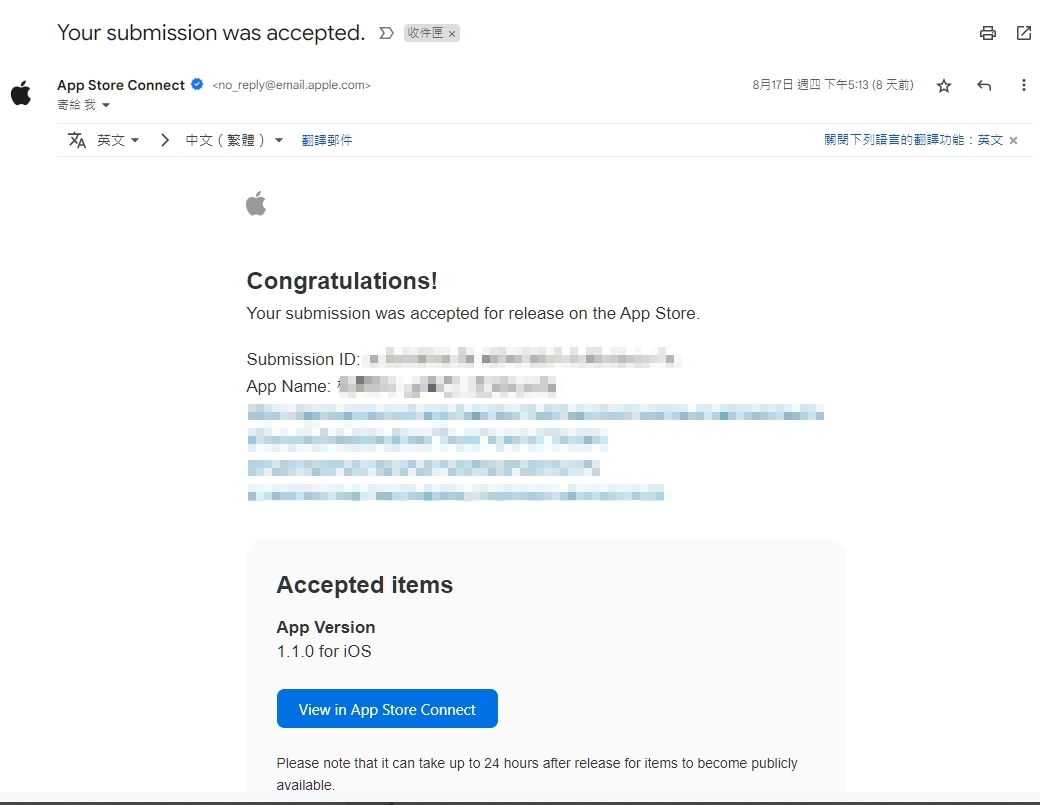 Your submission was accepted. 收件匣 ×
App Store Connect <no_reply@email.apple.com> 8月17日 週四 下午5:13 (8 天前)
寄給 我
英文 中文 ( 繁體 ) 翻譯郵件 關閉下列語言的翻譯功能：英文 ×
Congratulations!
Your submission was accepted for release on the App Store.
Submission ID:
App Name:
Accepted items
App Version
1.1.0 for iOS
View in App Store Connect
Please note that it can take up to 24 hours after release for items to become publicly
available.